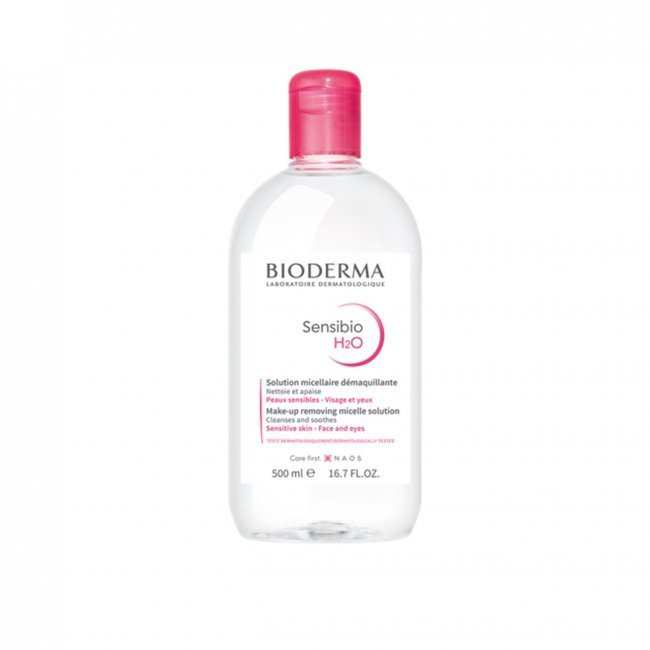 BIODERMA
LABORATOIRE DERMATOLOGIQUE
Sensibio
H2O
Solution micellaire démaquillante
Nettoie et apaise
Peaux sensibles - Visage et yeux
Make-up removing micelle solution
Cleanses and soothes
Sensitive skin - Face and eyes
TESTÉ DERMATOLOGIQUEMENT/DERMATOLOGICALLY TESTED
Care first. NAOS
500 ml ℮ 16.7 FL.OZ.